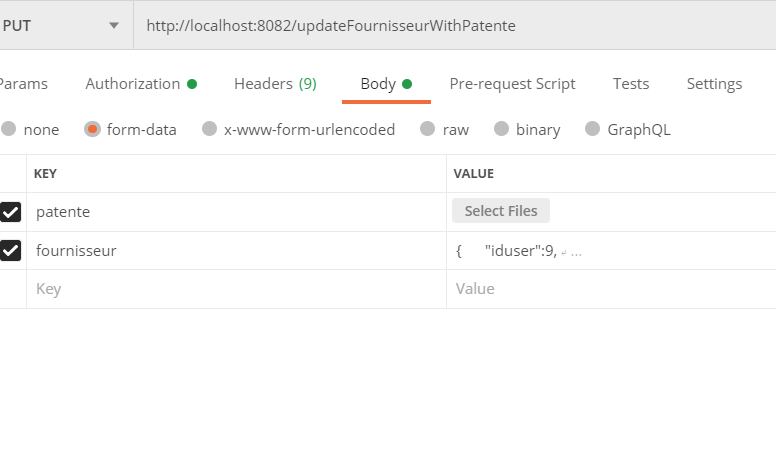 PUT http://localhost:8082/updateFournisseurWithPatente
Params Authorization Headers (9) Body Pre-request Script Tests Settings
none form-data x-www-form-urlencoded raw binary GraphQL
KEY VALUE
patente Select Files
fournisseur { "iduser":9, ↵ ...
Key Value